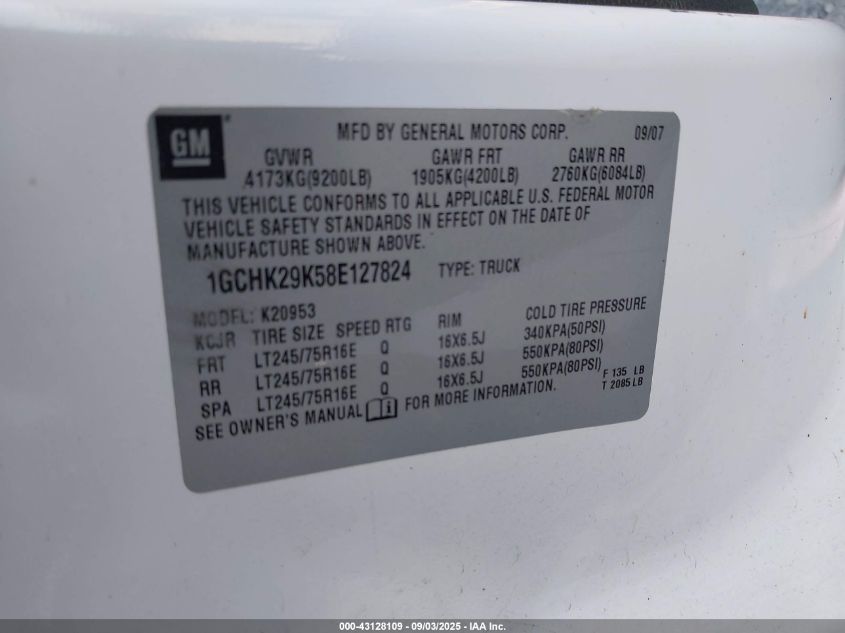 GM MFD BY GENERAL MOTORS CORP. 09/07
GVWR GAWR FRT GAWR RR
4173KG(9200LB) 1905KG(4200LB) 2760KG(6084LB)
THIS VEHICLE CONFORMS TO ALL APPLICABLE U.S. FEDERAL MOTOR
VEHICLE SAFETY STANDARDS IN EFFECT ON THE DATE OF
MANUFACTURE SHOWN ABOVE.
1GCHK29K58E127824 TYPE: TRUCK
MODEL: K20953
KCJR TIRE SIZE SPEED RTG RIM COLD TIRE PRESSURE
FRT LT245/75R16E Q 16X6.5J 340KPA(50PSI)
RR LT245/75R16E Q 16X6.5J 550KPA(80PSI)
SPA LT245/75R16E Q 16X6.5J 550KPA(80PSI)
SEE OWNER'S MANUAL FOR MORE INFORMATION.
F 135 LB
T 2085 LB
000-43128109 - 09/03/2025 - IAA Inc.